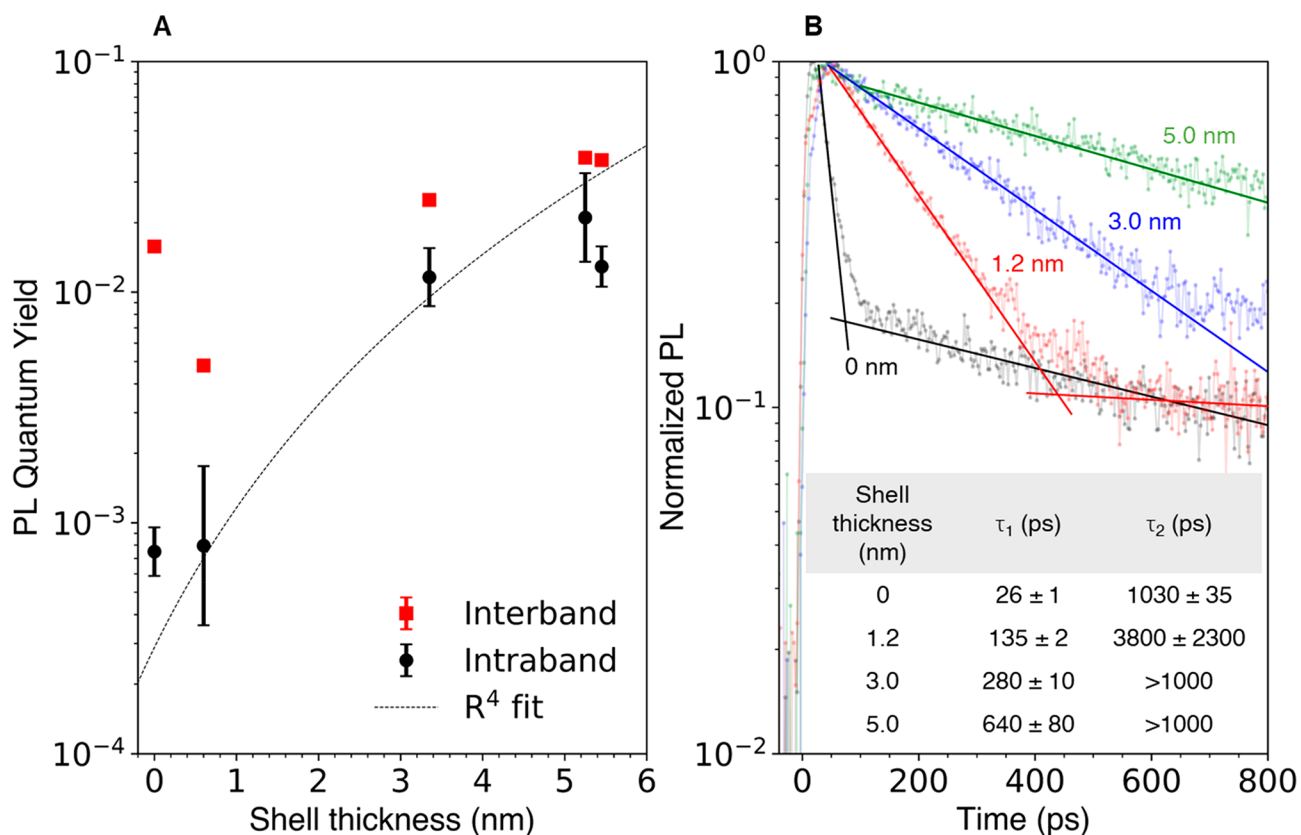 A
PL Quantum Yield
10⁻¹
10⁻²
10⁻³
10⁻⁴
0 1 2 3 4 5 6
Shell thickness (nm)
Interband
Intraband
R⁴ fit
B
Normalized PL
10⁰
10⁻¹
10⁻²
0 200 400 600 800
Time (ps)
5.0 nm
3.0 nm
1.2 nm
0 nm
Shell
thickness τ₁ (ps) τ₂ (ps)
(nm)
0 26 ± 1 1030 ± 35
1.2 135 ± 2 3800 ± 2300
3.0 280 ± 10 >1000
5.0 640 ± 80 >1000